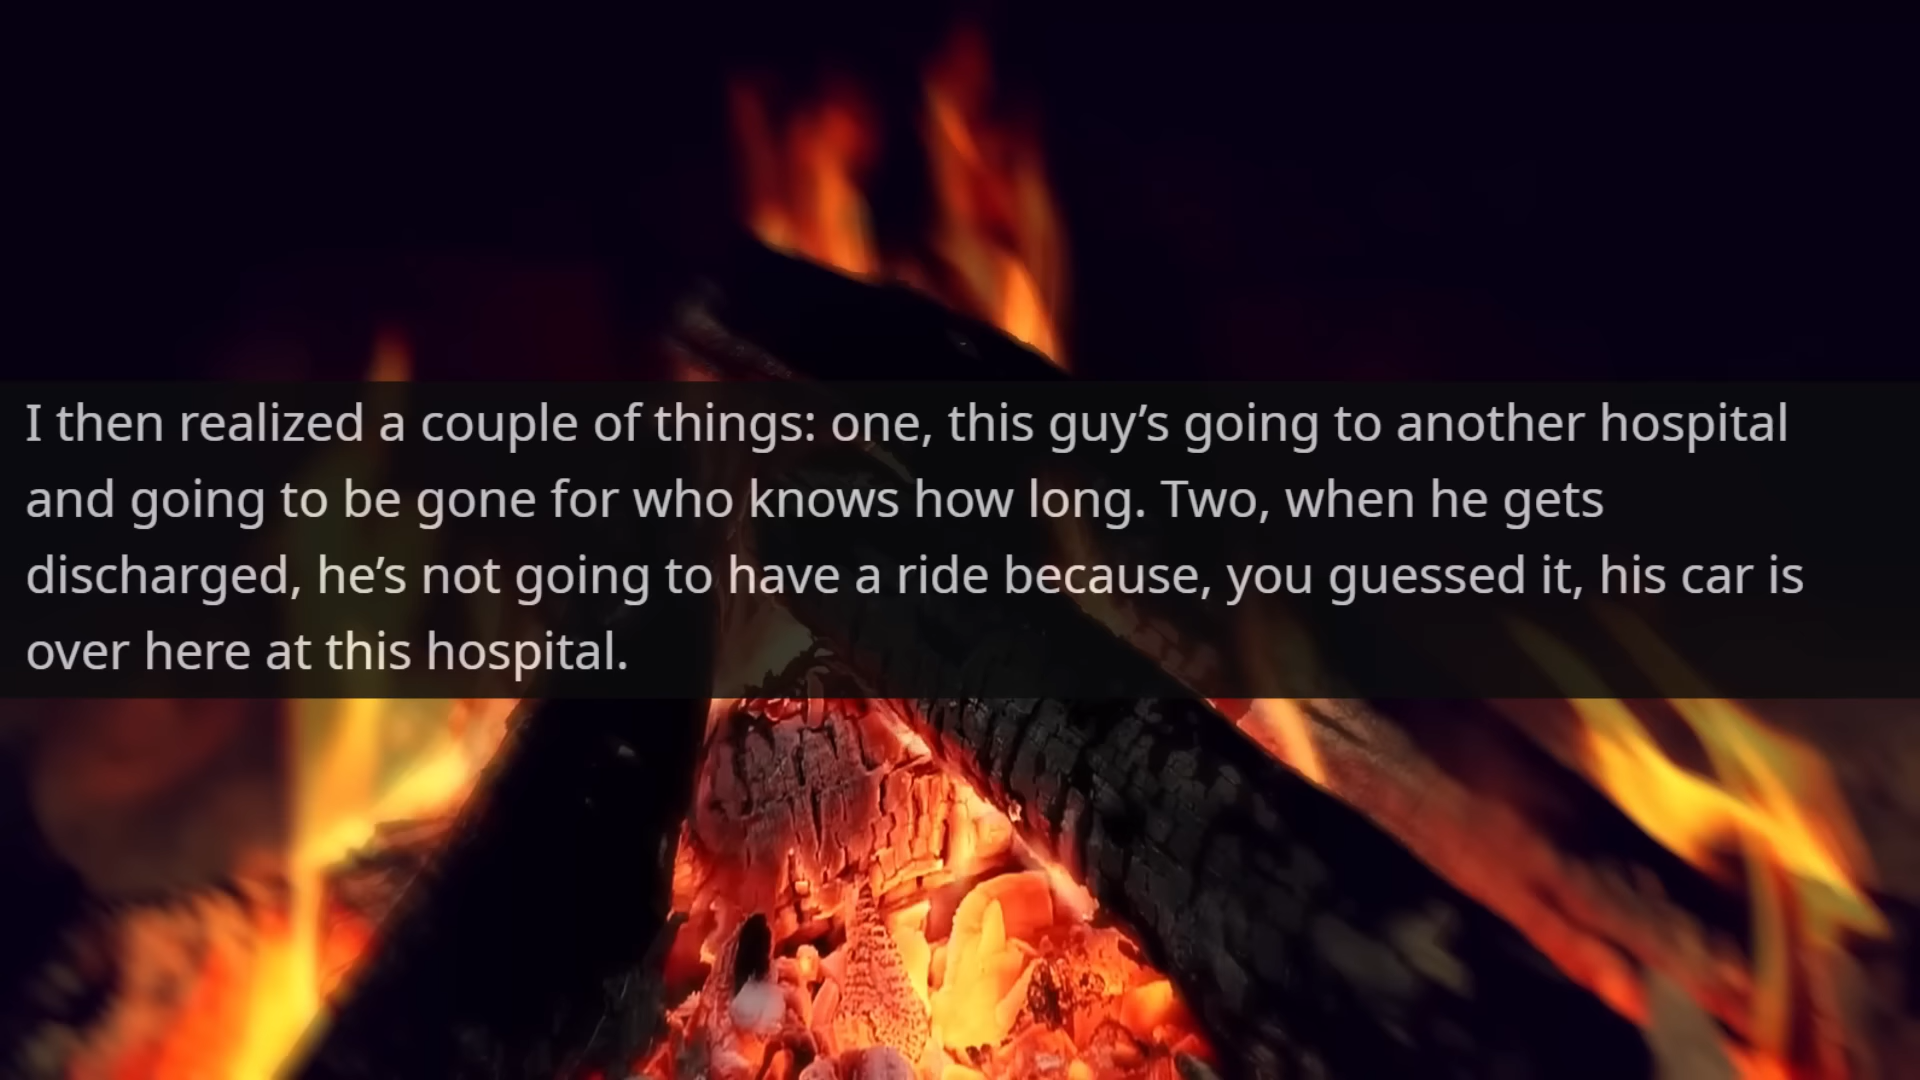 I then realized a couple of things: one, this guy’s going to another hospital
and going to be gone for who knows how long. Two, when he gets
discharged, he’s not going to have a ride because, you guessed it, his car is
over here at this hospital.